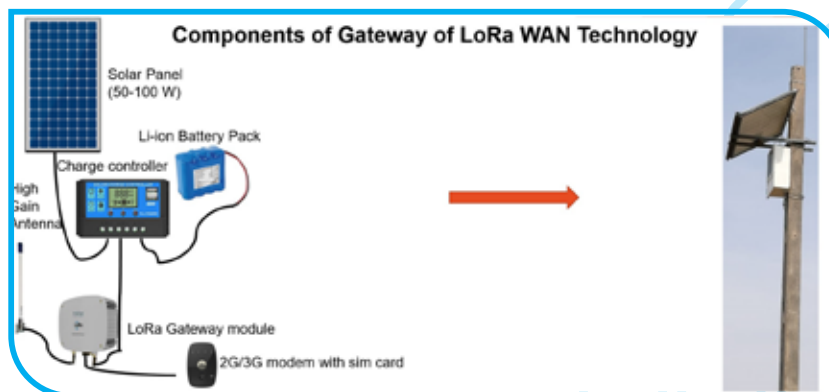 Components of Gateway of LoRa WAN Technology
Solar Panel
(50-100 W)
Li-ion Battery Pack
Charge controller
High
Gain
Antenna
LoRa Gateway module
2G/3G modem with sim card